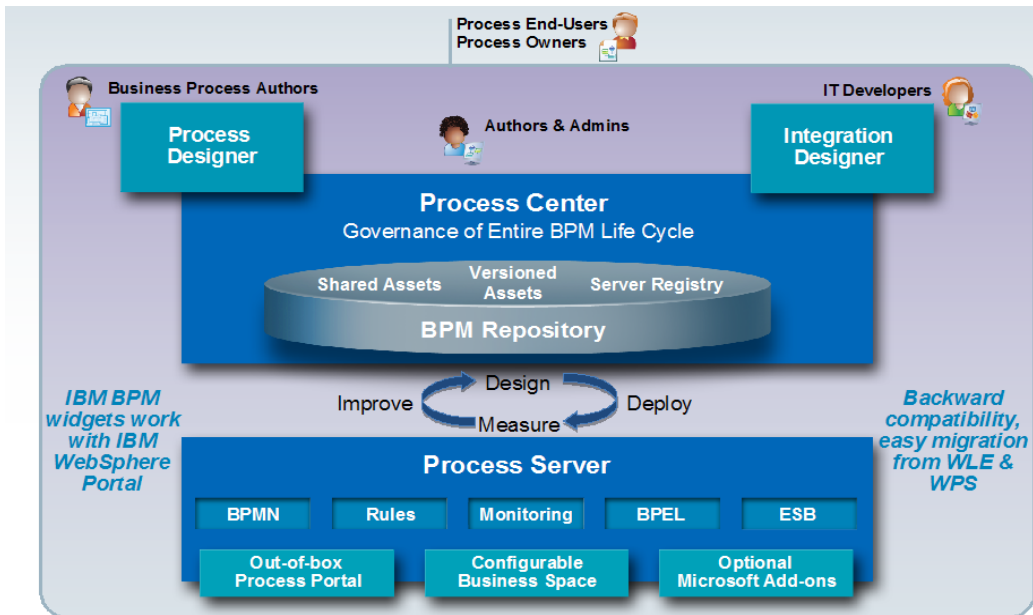 Process End-Users
Process Owners
Business Process Authors
IT Developers
Process
Designer
Authors & Admins
Integration
Designer
Process Center
Governance of Entire BPM Life Cycle
Shared Assets
Versioned
Assets
Server Registry
BPM Repository
IBM BPM
widgets work
with IBM
WebSphere
Portal
Design
Improve
Deploy
Measure
Backward
compatibility,
easy migration
from WLE &
WPS
Process Server
BPMN
Rules
Monitoring
BPEL
ESB
Out-of-box
Process Portal
Configurable
Business Space
Optional
Microsoft Add-ons